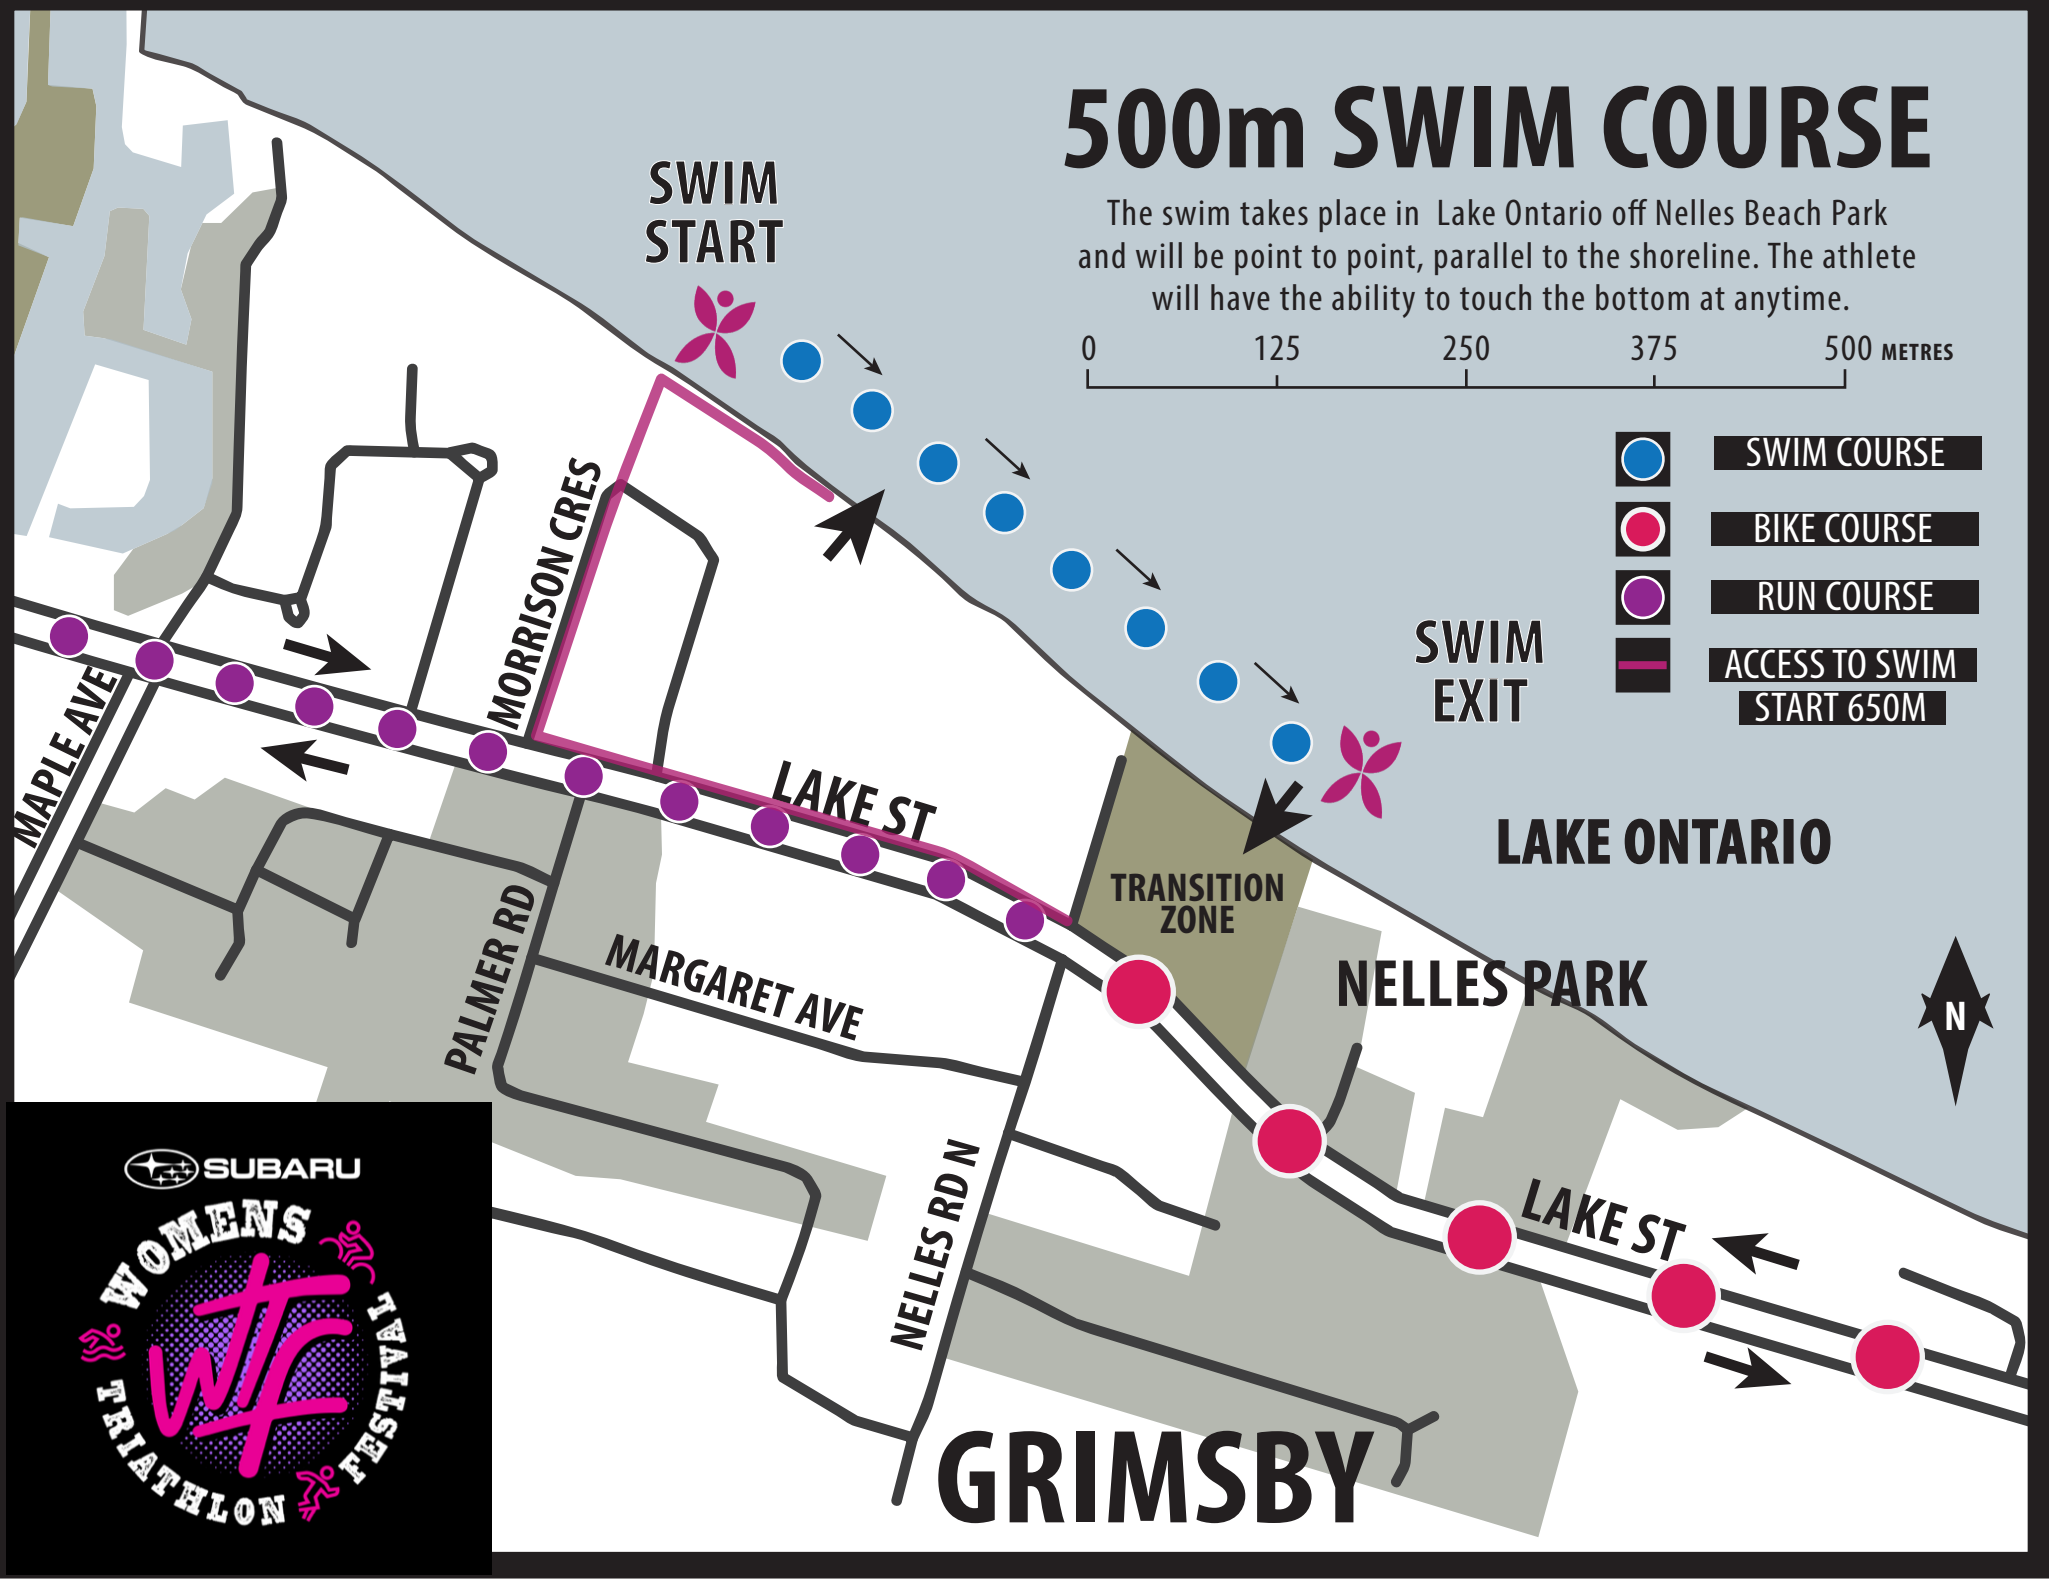 500m SWIM COURSE
The swim takes place in Lake Ontario off Nelles Beach Park
and will be point to point, parallel to the shoreline. The athlete
will have the ability to touch the bottom at anytime.
0 125 250 375 500 METRES
SWIM
START
SWIM COURSE
BIKE COURSE
RUN COURSE
ACCESS TO SWIM
START 650M
SWIM
EXIT
MORRISON CRES
MAPLE AVE
LAKE ST
LAKE ONTARIO
TRANSITION
ZONE
NELLES PARK
PALMER RD
MARGARET AVE
N
NELLES RD N
LAKE ST
GRIMSBY
SUBARU
WOMENS
TRIATHLON
FESTIVAL
WTF